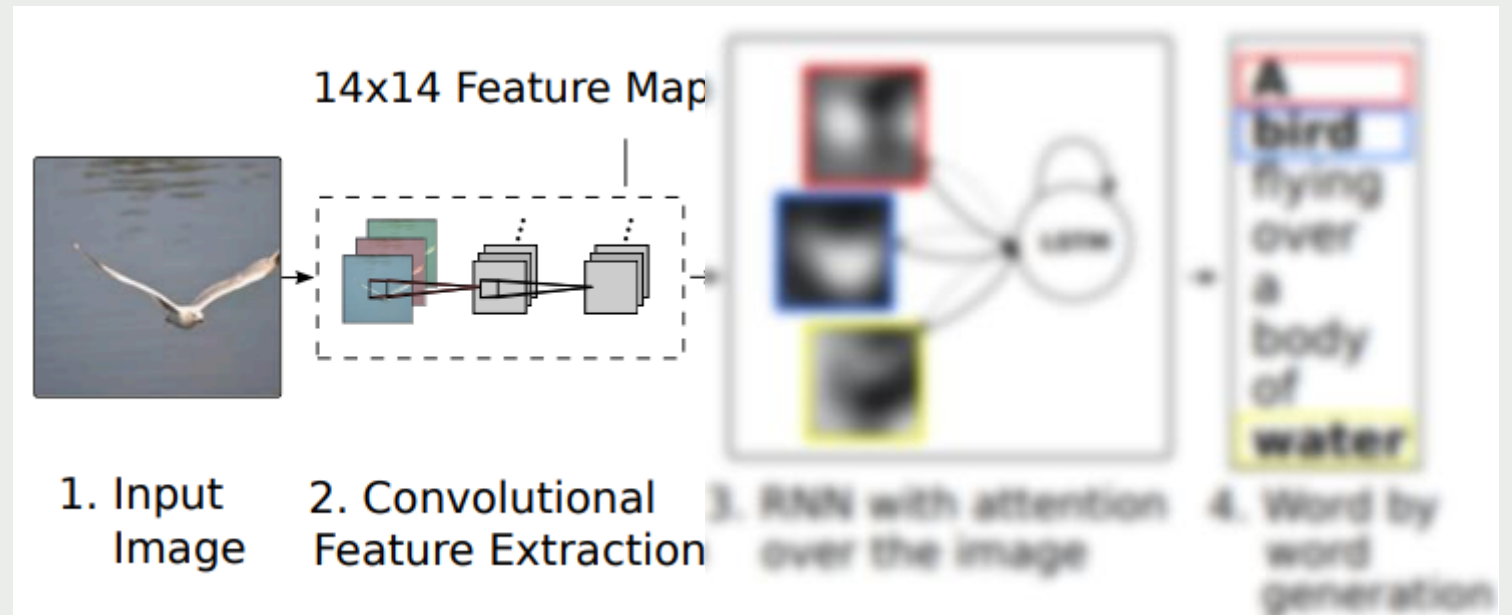 14x14 Feature Map
1. Input
Image
2. Convolutional
Feature Extraction
3. RNN with attention
over the image
LSTM
A
bird
flying
over
a
body
of
water
4. Word by
word
generation